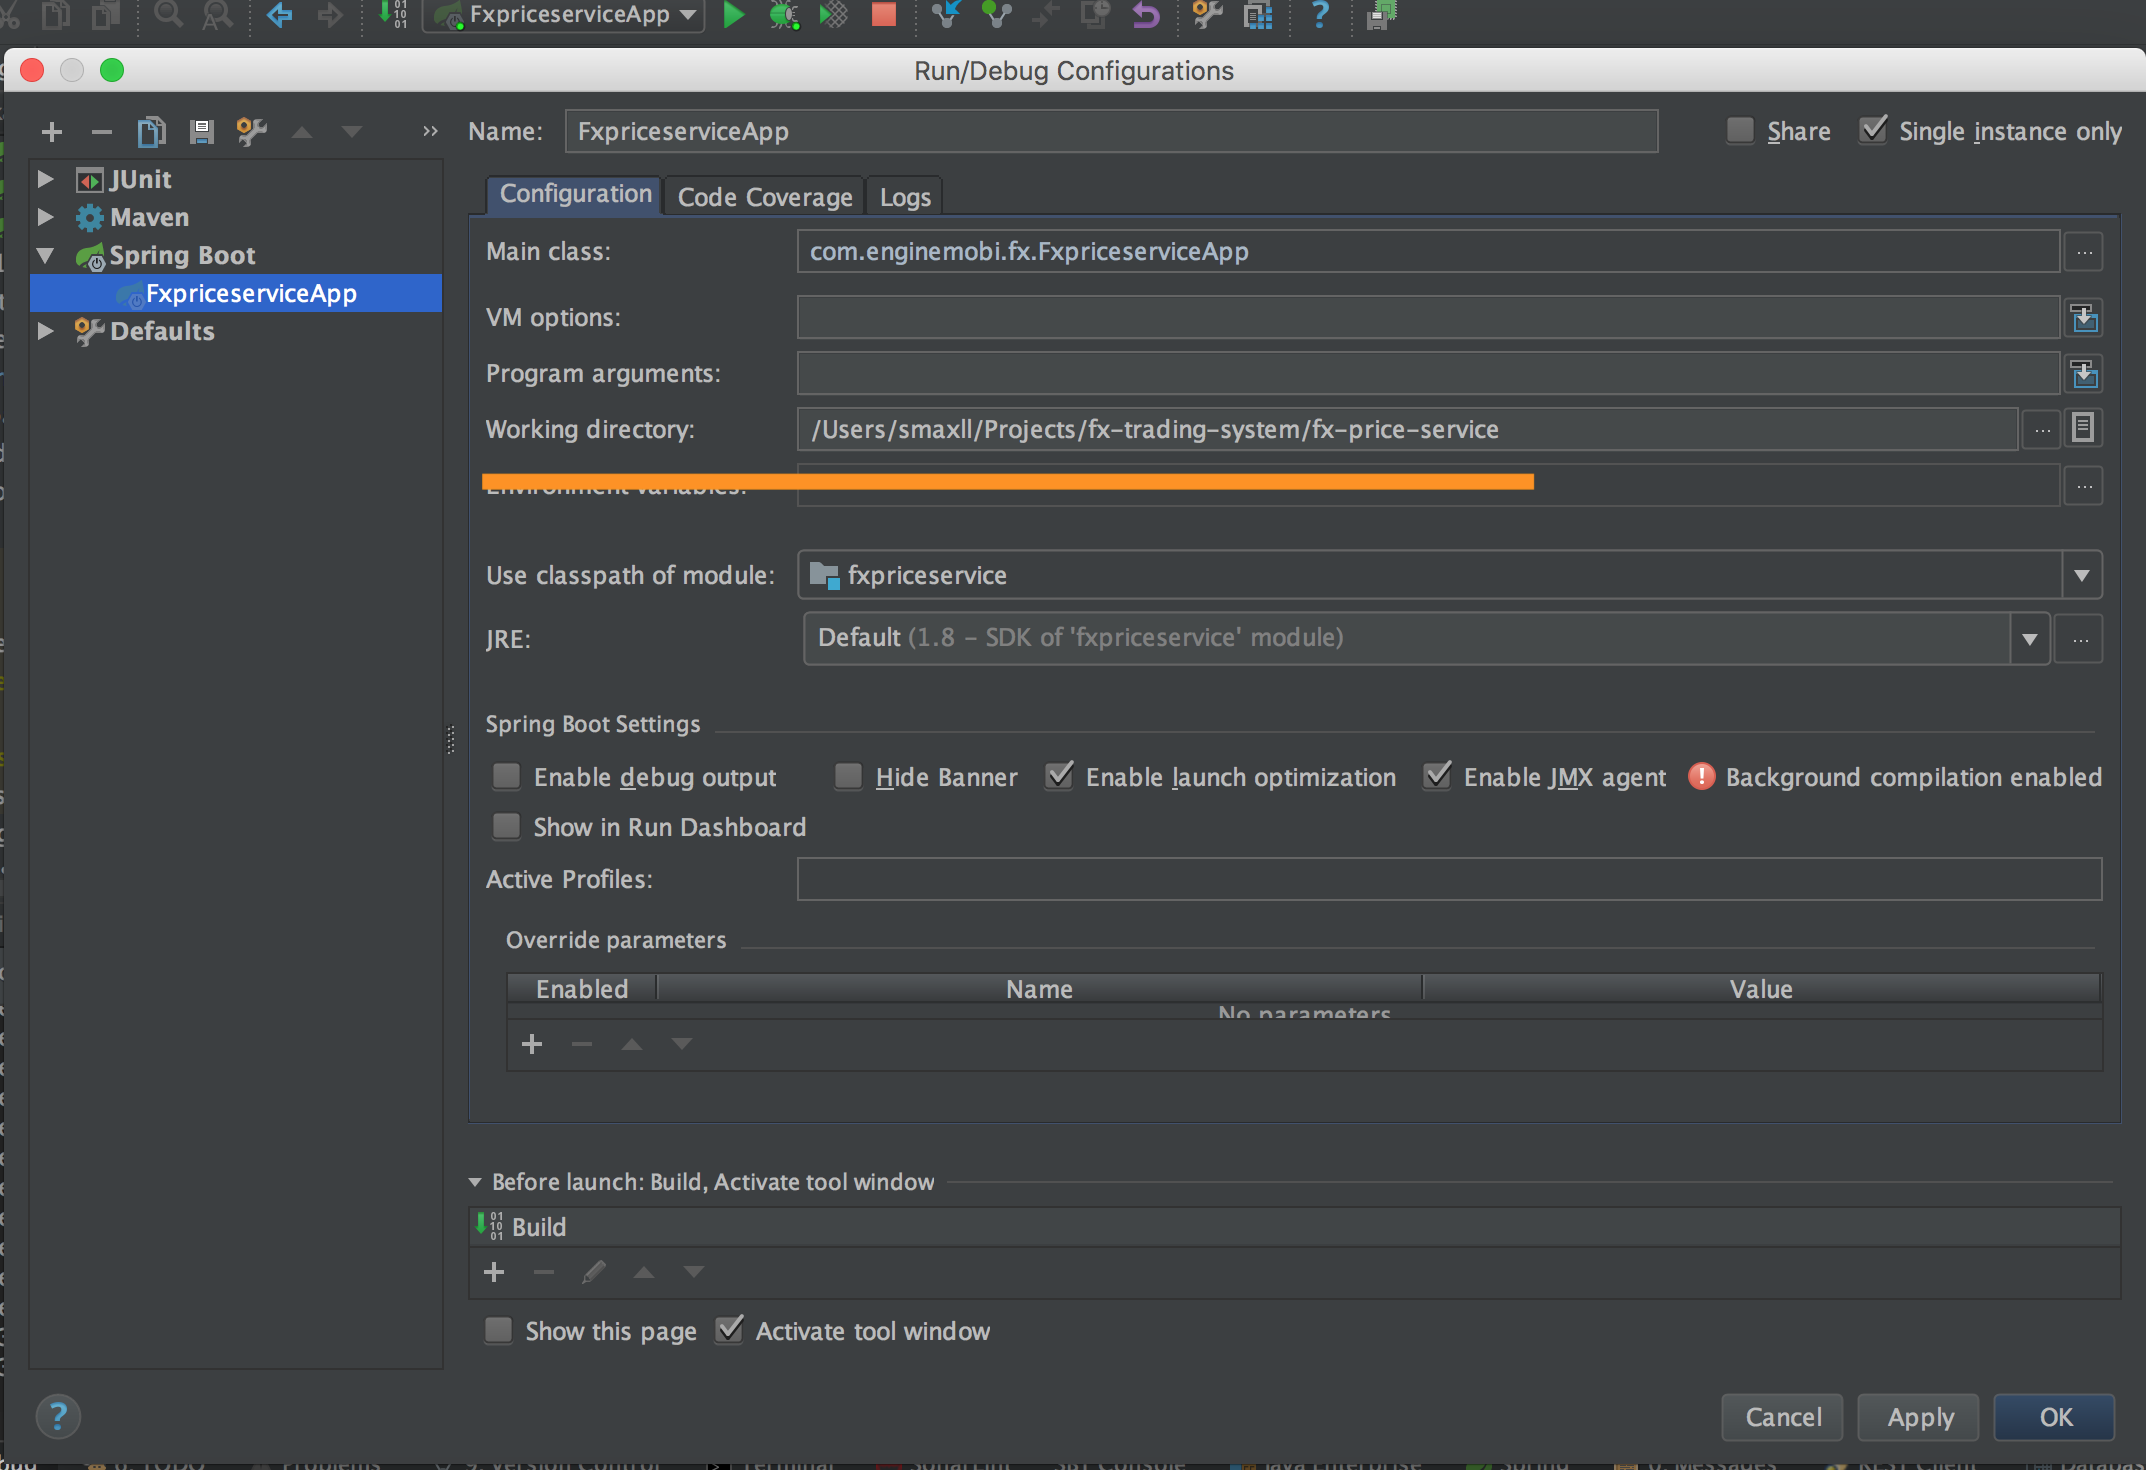 FxpriceserviceApp
Run/Debug Configurations
Name: FxpriceserviceApp Share Single instance only
JUnit
Maven
Spring Boot
FxpriceserviceApp
Defaults
Configuration Code Coverage Logs
Main class: com.enginemobi.fx.FxpriceserviceApp
VM options:
Program arguments:
Working directory: /Users/smaxll/Projects/fx-trading-system/fx-price-service
Environment variables:
Use classpath of module: fxpriceservice
JRE: Default (1.8 – SDK of 'fxpriceservice' module)
Spring Boot Settings
Enable debug output Hide Banner Enable launch optimization Enable JMX agent Background compilation enabled
Show in Run Dashboard
Active Profiles:
Override parameters
Enabled Name Value
No parameters
Before launch: Build, Activate tool window
Build
Show this page Activate tool window
Cancel Apply OK